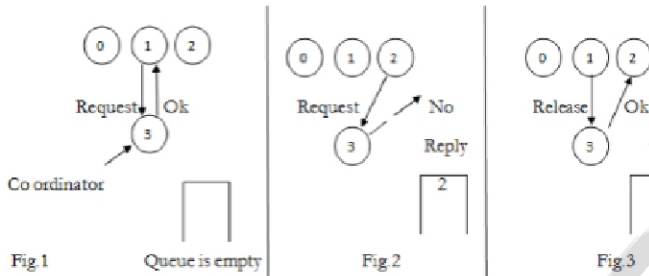 0 1 2
Request Ok
3
Co ordinator
Queue is empty
Fig.1
0 1 2
Request No
3 Reply
2
Fig.2
0 1 2
Release Ok
3
Fig.3